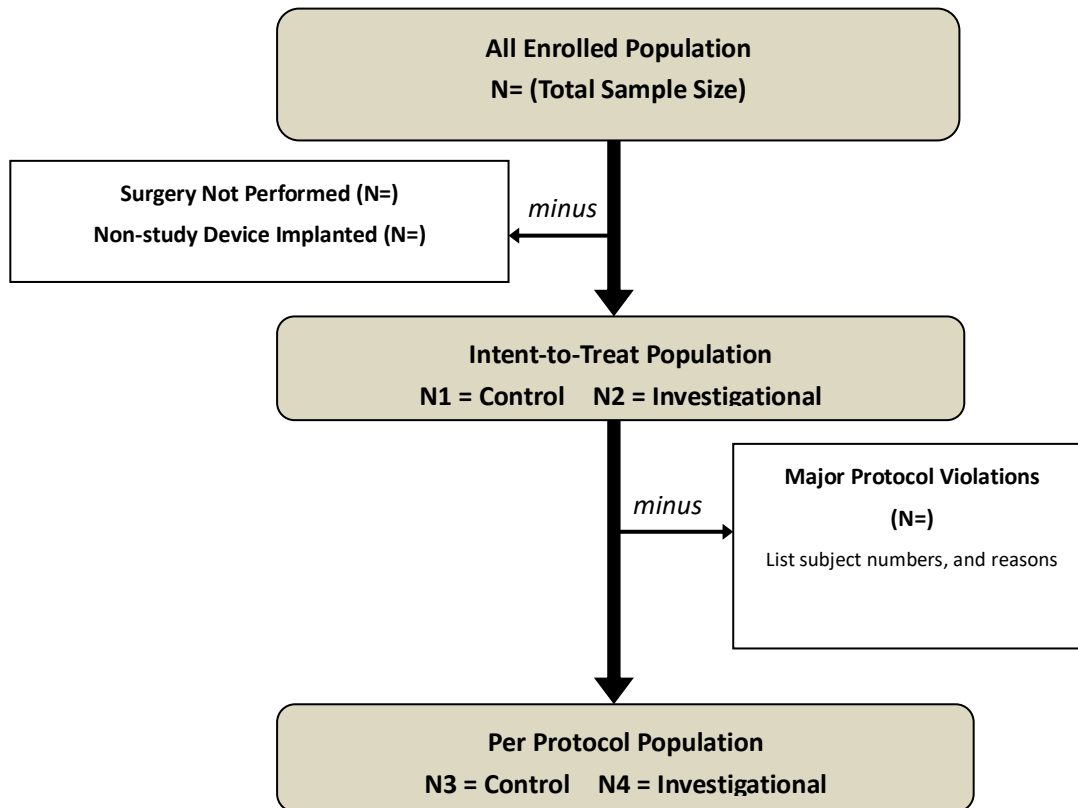 All Enrolled Population
N= (Total Sample Size)
Surgery Not Performed (N=)
Non-study Device Implanted (N=)
minus
Intent-to-Treat Population
N1 = Control N2 = Investigational
minus
Major Protocol Violations
(N=)
List subject numbers, and reasons
Per Protocol Population
N3 = Control N4 = Investigational